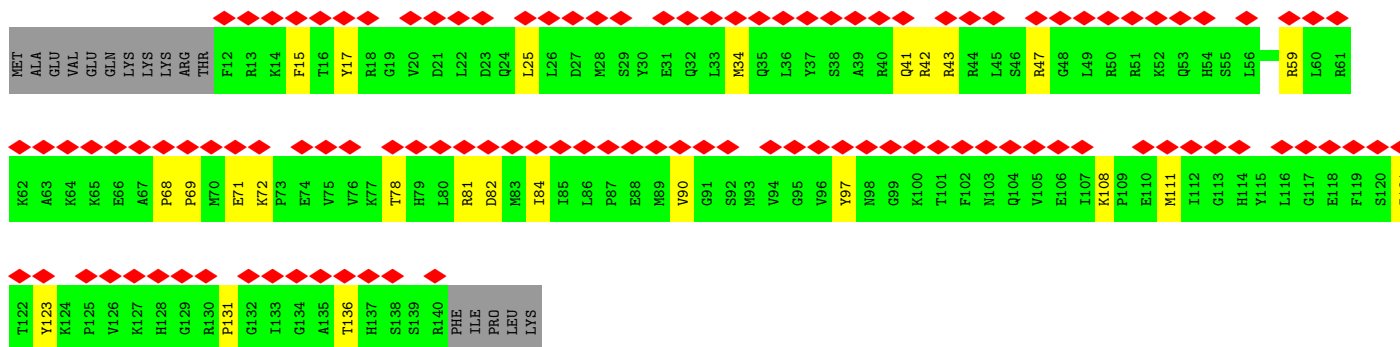 MET ALA GLU VAL GLU GLN LYS LYS LYS ARG THR F12 R13 K14 F15 T16 Y17 R18 G19 V20 D21 L22 D23 Q24 L25 L26 D27 M28 S29 Y30 E31 Q32 L33 M34 Q35 L36 Y37 S38 A39 R40 Q41 R42 R43 R44 L45 S46 R47 G48 L49 R50 R51 K52 Q53 H54 S55 L56 R59 L60 R61
K62 A63 K64 K65 E66 A67 P68 P69 M70 E71 K72 P73 E74 V75 V76 K77 T78 H79 L80 R81 D82 M83 I84 I85 L86 P87 E88 M89 V90 G91 S92 M93 V94 G95 V96 Y97 N98 G99 K100 T101 F102 N103 Q104 V105 E106 I107 K108 P109 E110 M111 I112 G113 H114 Y115 L116 G117 E118 F119 S120
T122 Y123 K124 P125 V126 K127 H128 G129 R130 P131 G132 I133 G134 A135 T136 H137 S138 S139 R140 PHE ILE PRO LEU LYS